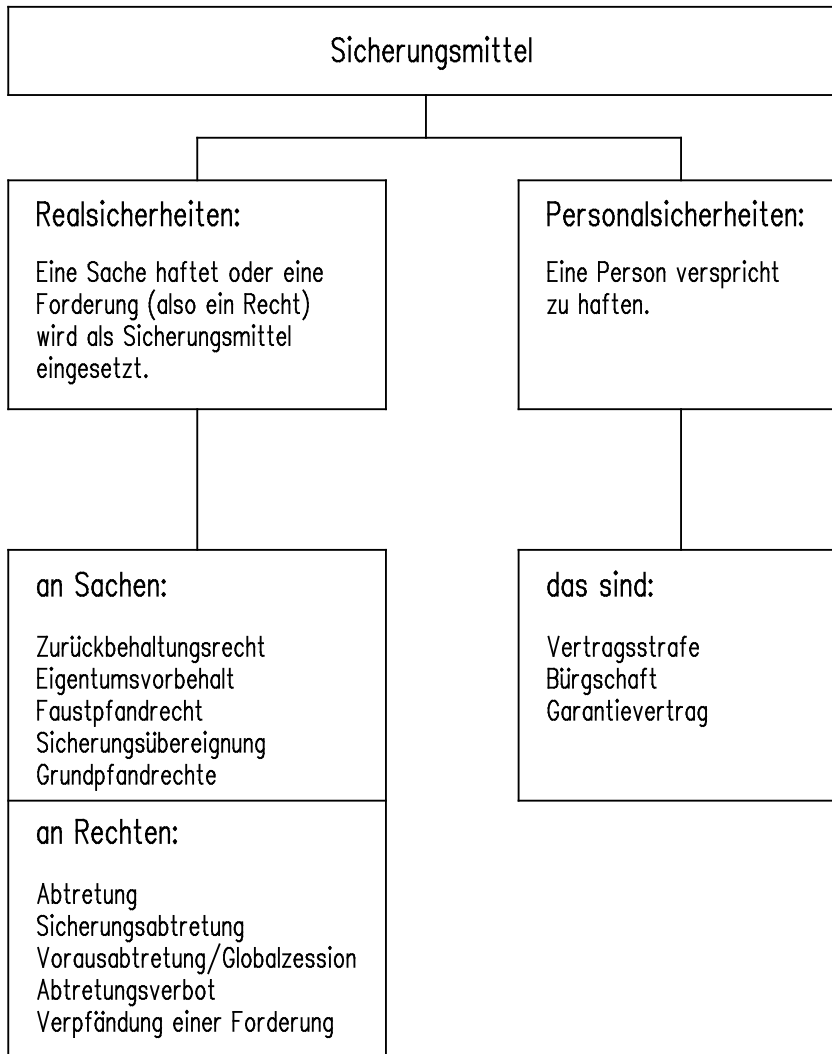 Sicherungsmittel
Realsicherheiten:
Eine Sache haftet oder eine
Forderung (also ein Recht)
wird als Sicherungsmittel
eingesetzt.
Personalsicherheiten:
Eine Person verspricht
zu haften.
an Sachen:
Zurückbehaltungsrecht
Eigentumsvorbehalt
Faustpfandrecht
Sicherungsübereignung
Grundpfandrechte
an Rechten:
Abtretung
Sicherungsabtretung
Vorausabtretung/Globalzession
Abtretungsverbot
Verpfändung einer Forderung
das sind:
Vertragsstrafe
Bürgschaft
Garantievertrag